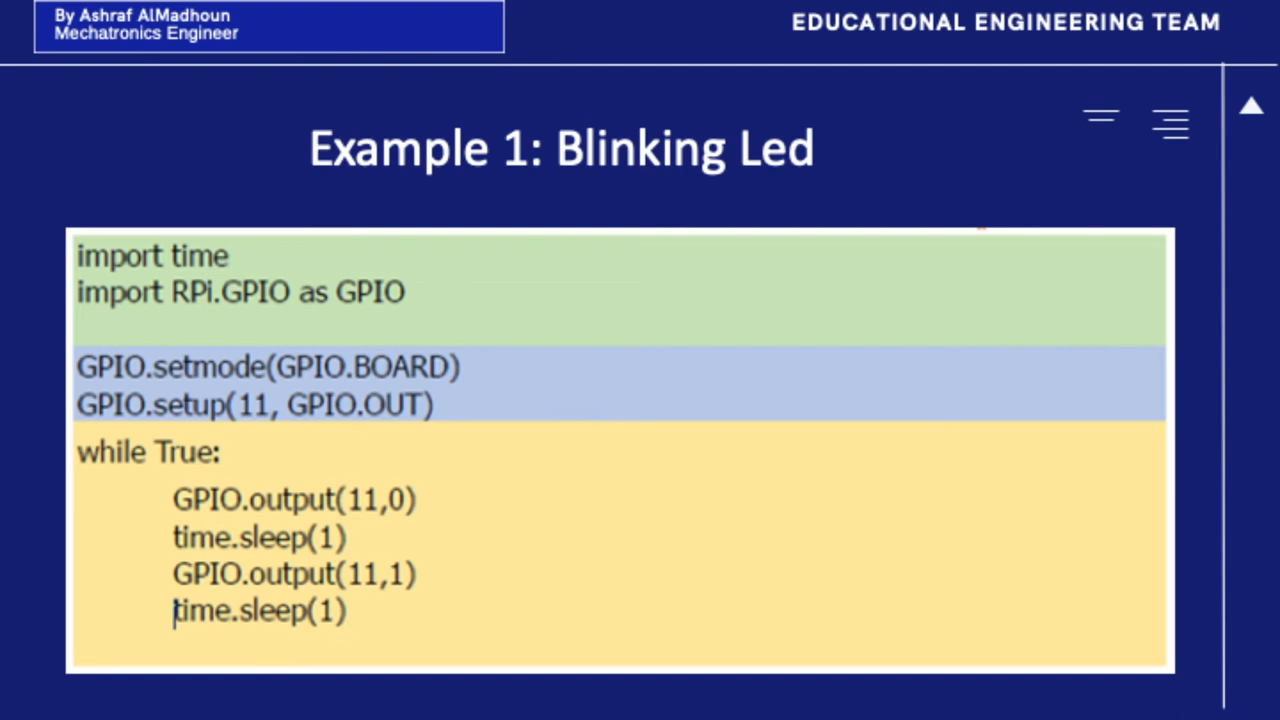 By Ashraf AlMadhoun
Mechatronics Engineer
EDUCATIONAL ENGINEERING TEAM
Example 1: Blinking Led
import time
import RPi.GPIO as GPIO
GPIO.setmode(GPIO.BOARD)
GPIO.setup(11, GPIO.OUT)
while True:
GPIO.output(11,0)
time.sleep(1)
GPIO.output(11,1)
time.sleep(1)